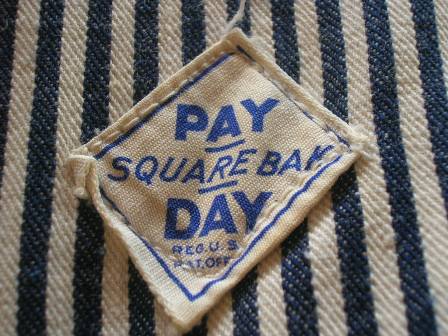 PAY
SQUARE BAK
DAY
REG. U.S.
PAT. OFF.